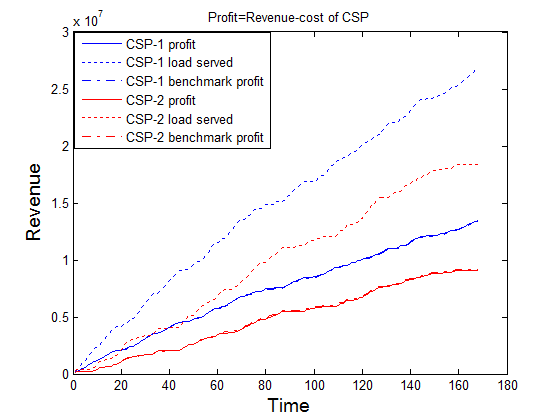 Profit=Revenue-cost of CSP
x 10^7
3
2.5
2
1.5
1
0.5
0
CSP-1 profit
CSP-1 load served
CSP-1 benchmark profit
CSP-2 profit
CSP-2 load served
CSP-2 benchmark profit
Revenue
0 20 40 60 80 100 120 140 160 180
Time